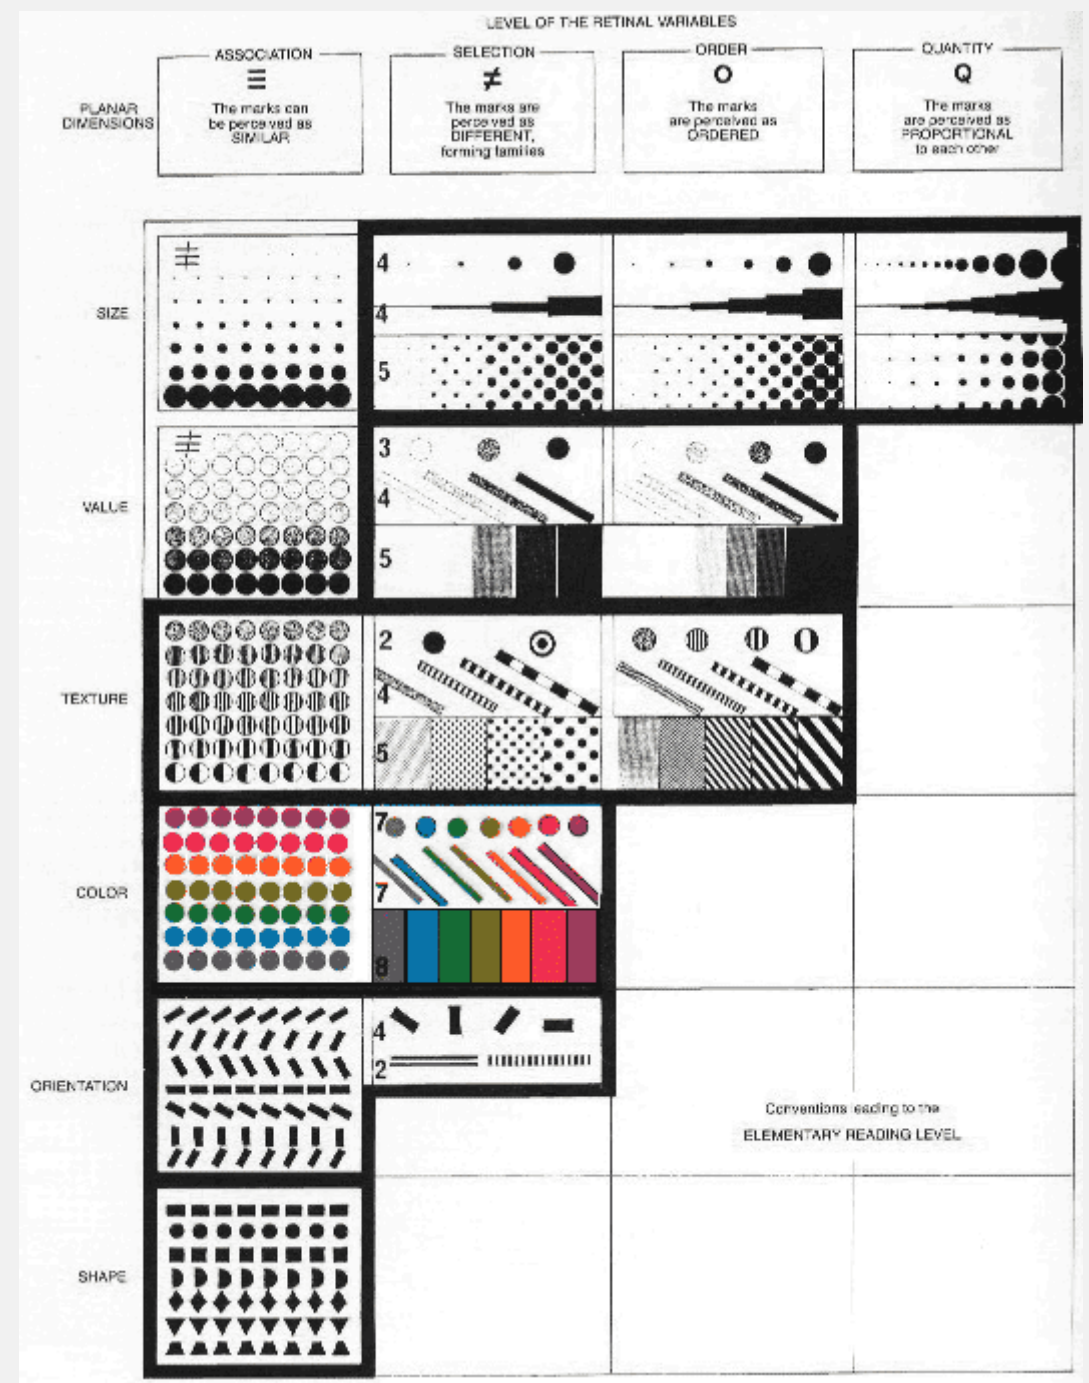 LEVEL OF THE RETINAL VARIABLES
ASSOCIATION
≡
The marks can
be perceived as
SIMILAR
SELECTION
≠
The marks are
perceived as
DIFFERENT,
forming families
ORDER
O
The marks
are perceived as
ORDERED
QUANTITY
Q
The marks
are perceived as
PROPORTIONAL
to each other
PLANAR
DIMENSIONS
SIZE
≢
4
4
5
VALUE
≢
3
4
5
TEXTURE
2
4
5
COLOR
7
7
8
ORIENTATION
4
2
Conventions leading to the
ELEMENTARY READING LEVEL
SHAPE